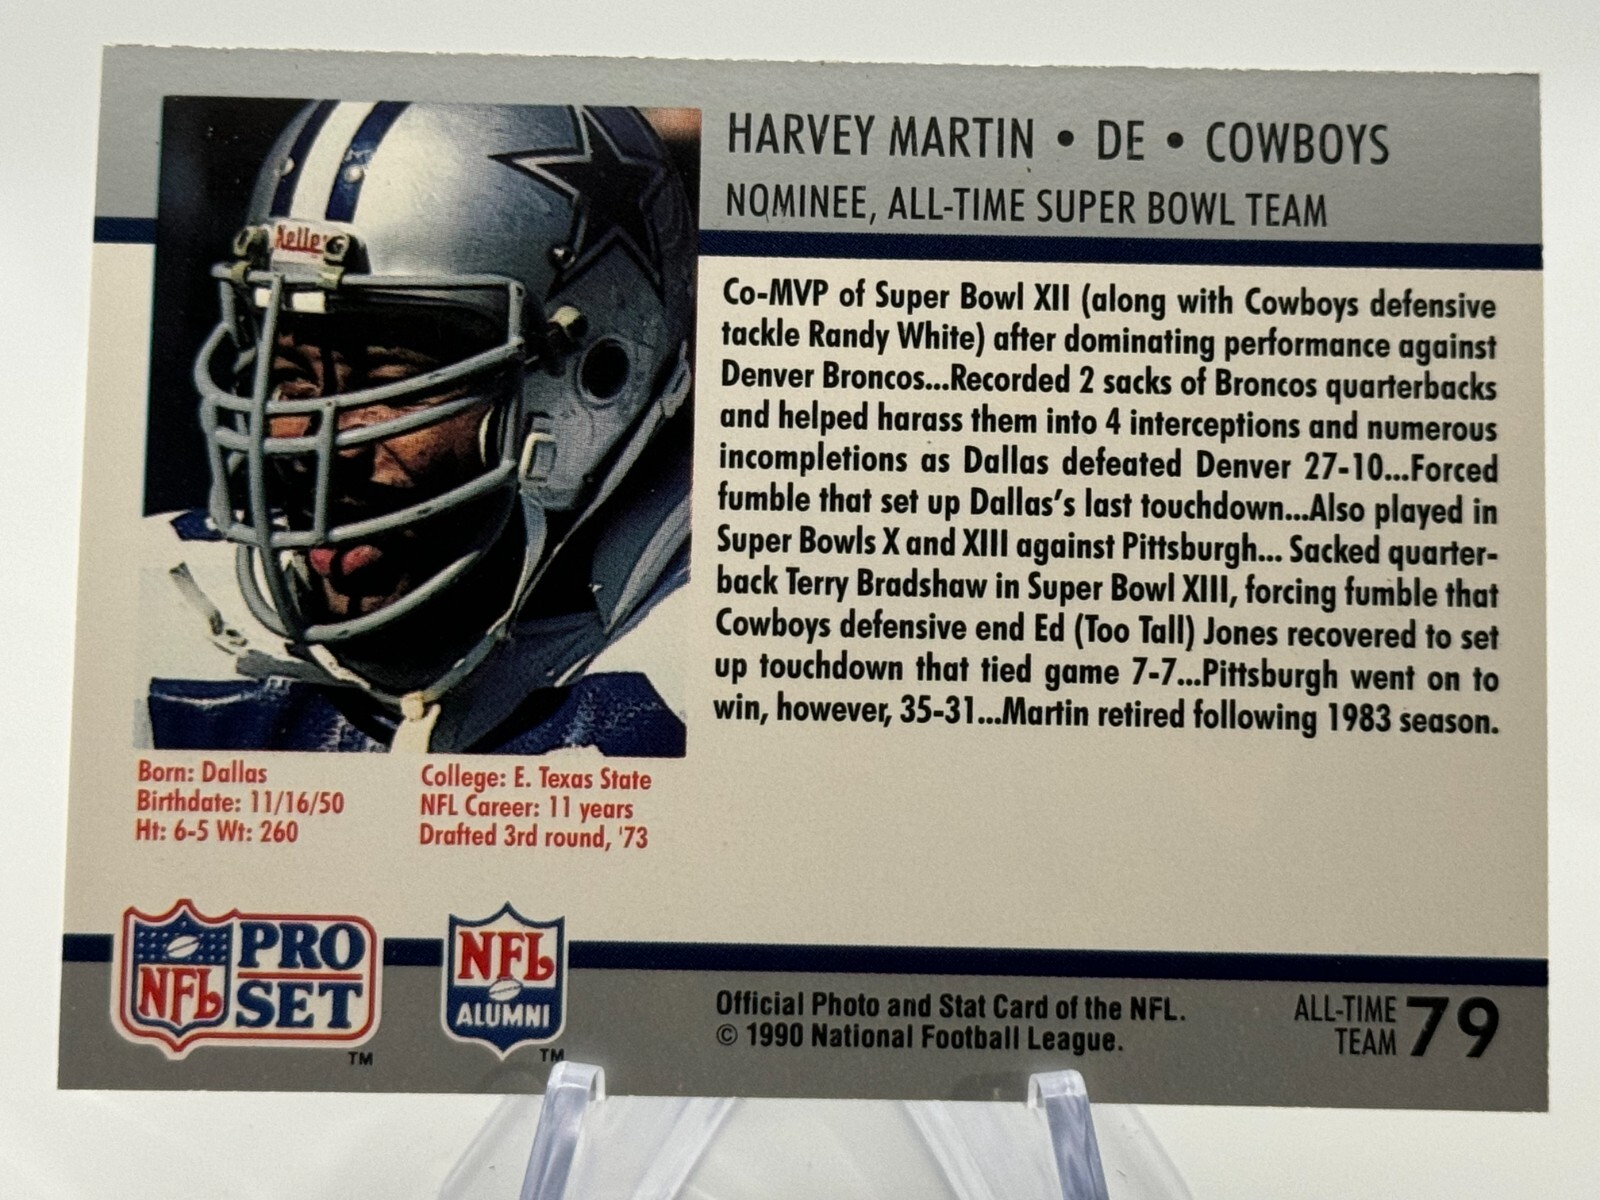 HARVEY MARTIN • DE • COWBOYS
NOMINEE, ALL-TIME SUPER BOWL TEAM
Co-MVP of Super Bowl XII (along with Cowboys defensive
tackle Randy White) after dominating performance against
Denver Broncos...Recorded 2 sacks of Broncos quarterbacks
and helped harass them into 4 interceptions and numerous
incompletions as Dallas defeated Denver 27-10...Forced
fumble that set up Dallas's last touchdown...Also played in
Super Bowls X and XIII against Pittsburgh... Sacked quarter-
back Terry Bradshaw in Super Bowl XIII, forcing fumble that
Cowboys defensive end Ed (Too Tall) Jones recovered to set
up touchdown that tied game 7-7...Pittsburgh went on to
win, however, 35-31...Martin retired following 1983 season.
Born: Dallas
Birthdate: 11/16/50
Ht: 6-5 Wt: 260
College: E. Texas State
NFL Career: 11 years
Drafted 3rd round, '73
NFL PRO SET TM
NFL ALUMNI TM
Official Photo and Stat Card of the NFL.
© 1990 National Football League.
ALL-TIME
TEAM 79